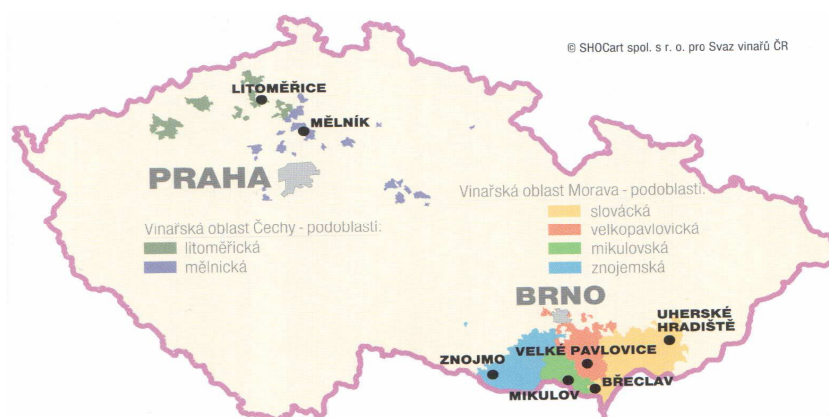 © SHOCart spol. s r. o. pro Svaz vinařů ČR
LITOMĚŘICE
MĚLNÍK
PRAHA
Vinařská oblast Čechy - podoblasti:
litoměřická
mělnická
Vinařská oblast Morava - podoblasti:
slovácká
velkopavlovická
mikulovská
znojemská
BRNO
UHERSKÉ
HRADIŠTĚ
VELKÉ PAVLOVICE
ZNOJMO
BŘECLAV
MIKULOV